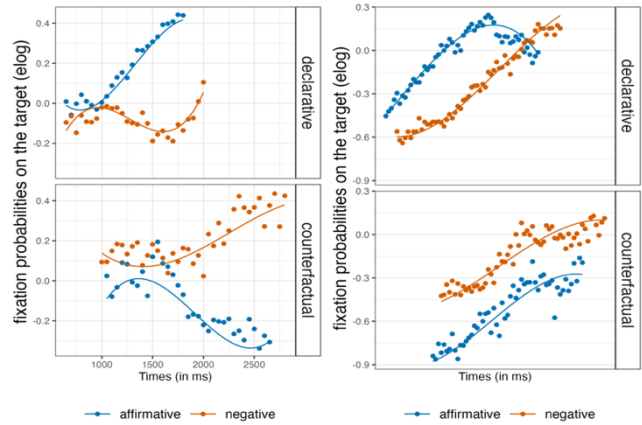 fixation probabilities on the target (elog)
0.4
0.2
0.0
-0.2
declarative
0.4
0.2
0.0
-0.2
counterfactual
1000
1500
2000
2500
Times (in ms)
affirmative
negative
fixation probabilities on the target (elog)
0.3
0.0
-0.3
-0.6
-0.9
declarative
0.3
0.0
-0.3
-0.6
-0.9
counterfactual
Times (in ms)
affirmative
negative